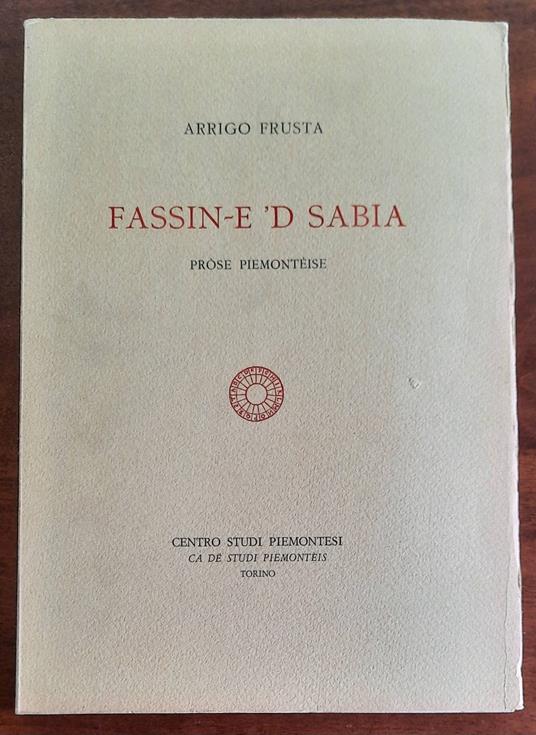 ARRIGO FRUSTA
FASSIN-E 'D SABIA
PRÒSE PIEMONTÈISE
CENTRO STUDI PIEMONTESI
CA DË STUDI PIEMONTÈIS
TORINO